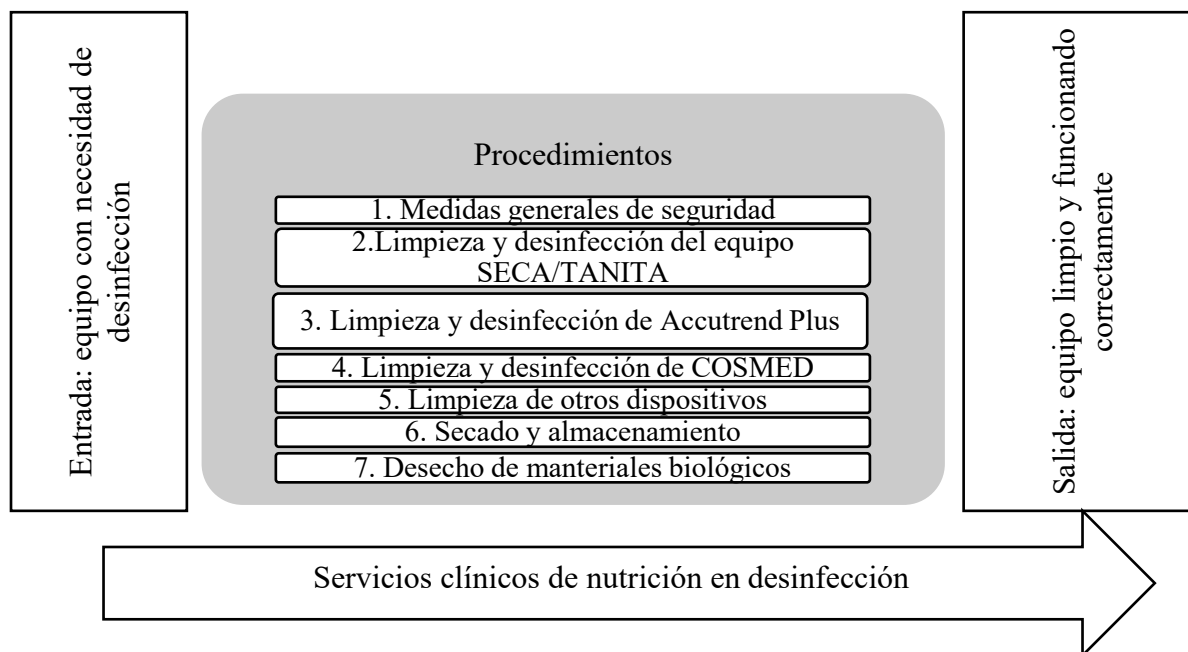 Entrada: equipo con necesidad de
desinfección
Procedimientos
1. Medidas generales de seguridad
2.Limpieza y desinfección del equipo
SECA/TANITA
3. Limpieza y desinfección de Accutrend Plus
4. Limpieza y desinfección de COSMED
5. Limpieza de otros dispositivos
6. Secado y almacenamiento
7. Desecho de manteriales biológicos
Salida: equipo limpio y funcionando
correctamente
Servicios clínicos de nutrición en desinfección